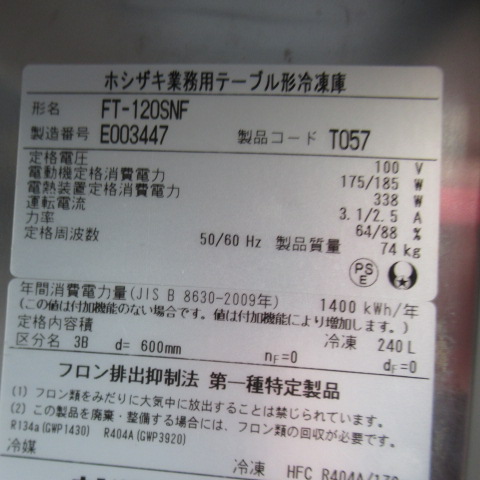 ホシザキ業務用テーブル形冷凍庫
形名 FT-120SNF
製造番号 E003447 製品コード T057
定格電圧 100 V
電動機定格消費電力 175/185 W
電熱装置定格消費電力 338 W
運転電流 3.1/2.5 A
力率 64/88 %
定格周波数 50/60 Hz 製品質量 74 kg
PS E
年間消費電力量(JIS B 8630-2009年) 1400 kWh/年
(この値は付加機能のない場合です。値は付加機能により増加します。)
定格内容積 冷凍 240 L
区分名 3B d= 600mm nF=0 dF=0
フロン排出抑制法 第一種特定製品
(1) フロン類をみだりに大気中に放出することは禁じられています。
(2) この製品を廃棄・整備する場合には、フロン類の回収が必要です。
R134a(GWP1430) R404A(GWP3920)
冷媒
冷凍 HFC R404A/170